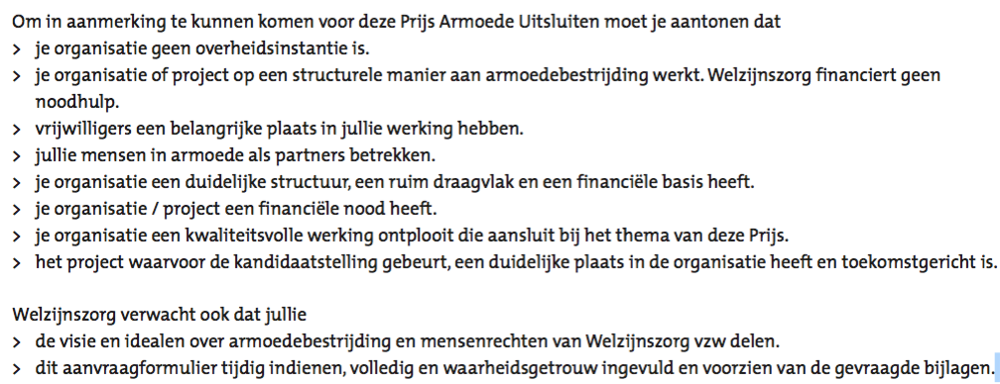 Om in aanmerking te kunnen komen voor deze Prijs Armoede Uitsluiten moet je aantonen dat
> je organisatie geen overheidsinstantie is.
> je organisatie of project op een structurele manier aan armoedebestrijding werkt. Welzijnszorg financiert geen
noodhulp.
> vrijwilligers een belangrijke plaats in jullie werking hebben.
> jullie mensen in armoede als partners betrekken.
> je organisatie een duidelijke structuur, een ruim draagvlak en een financiële basis heeft.
> je organisatie / project een financiële nood heeft.
> je organisatie een kwaliteitsvolle werking ontplooit die aansluit bij het thema van deze Prijs.
> het project waarvoor de kandidaatstelling gebeurt, een duidelijke plaats in de organisatie heeft en toekomstgericht is.
Welzijnszorg verwacht ook dat jullie
> de visie en idealen over armoedebestrijding en mensenrechten van Welzijnszorg vzw delen.
> dit aanvraagformulier tijdig indienen, volledig en waarheidsgetrouw ingevuld en voorzien van de gevraagde bijlagen.